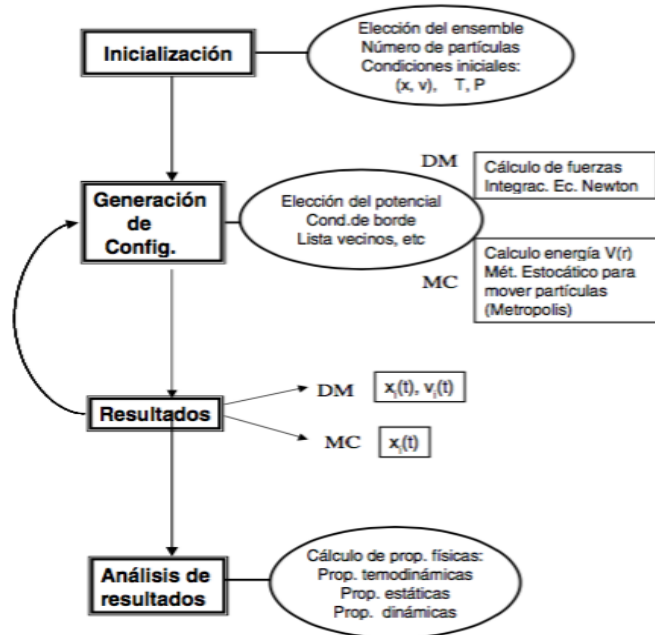 Inicialización
Elección del ensemble
Número de partículas
Condiciones iniciales:
(x, v), T, P
Generación
de
Config.
Elección del potencial
Cond.de borde
Lista vecinos, etc
DM
Cálculo de fuerzas
Integrac. Ec. Newton
MC
Calculo energía V(r)
Mét. Estocático para
mover partículas
(Metropolis)
Resultados
DM
xᵢ(t), vᵢ(t)
MC
xᵢ(t)
Análisis de
resultados
Cálculo de prop. físicas:
Prop. temodinámicas
Prop. estáticas
Prop. dinámicas